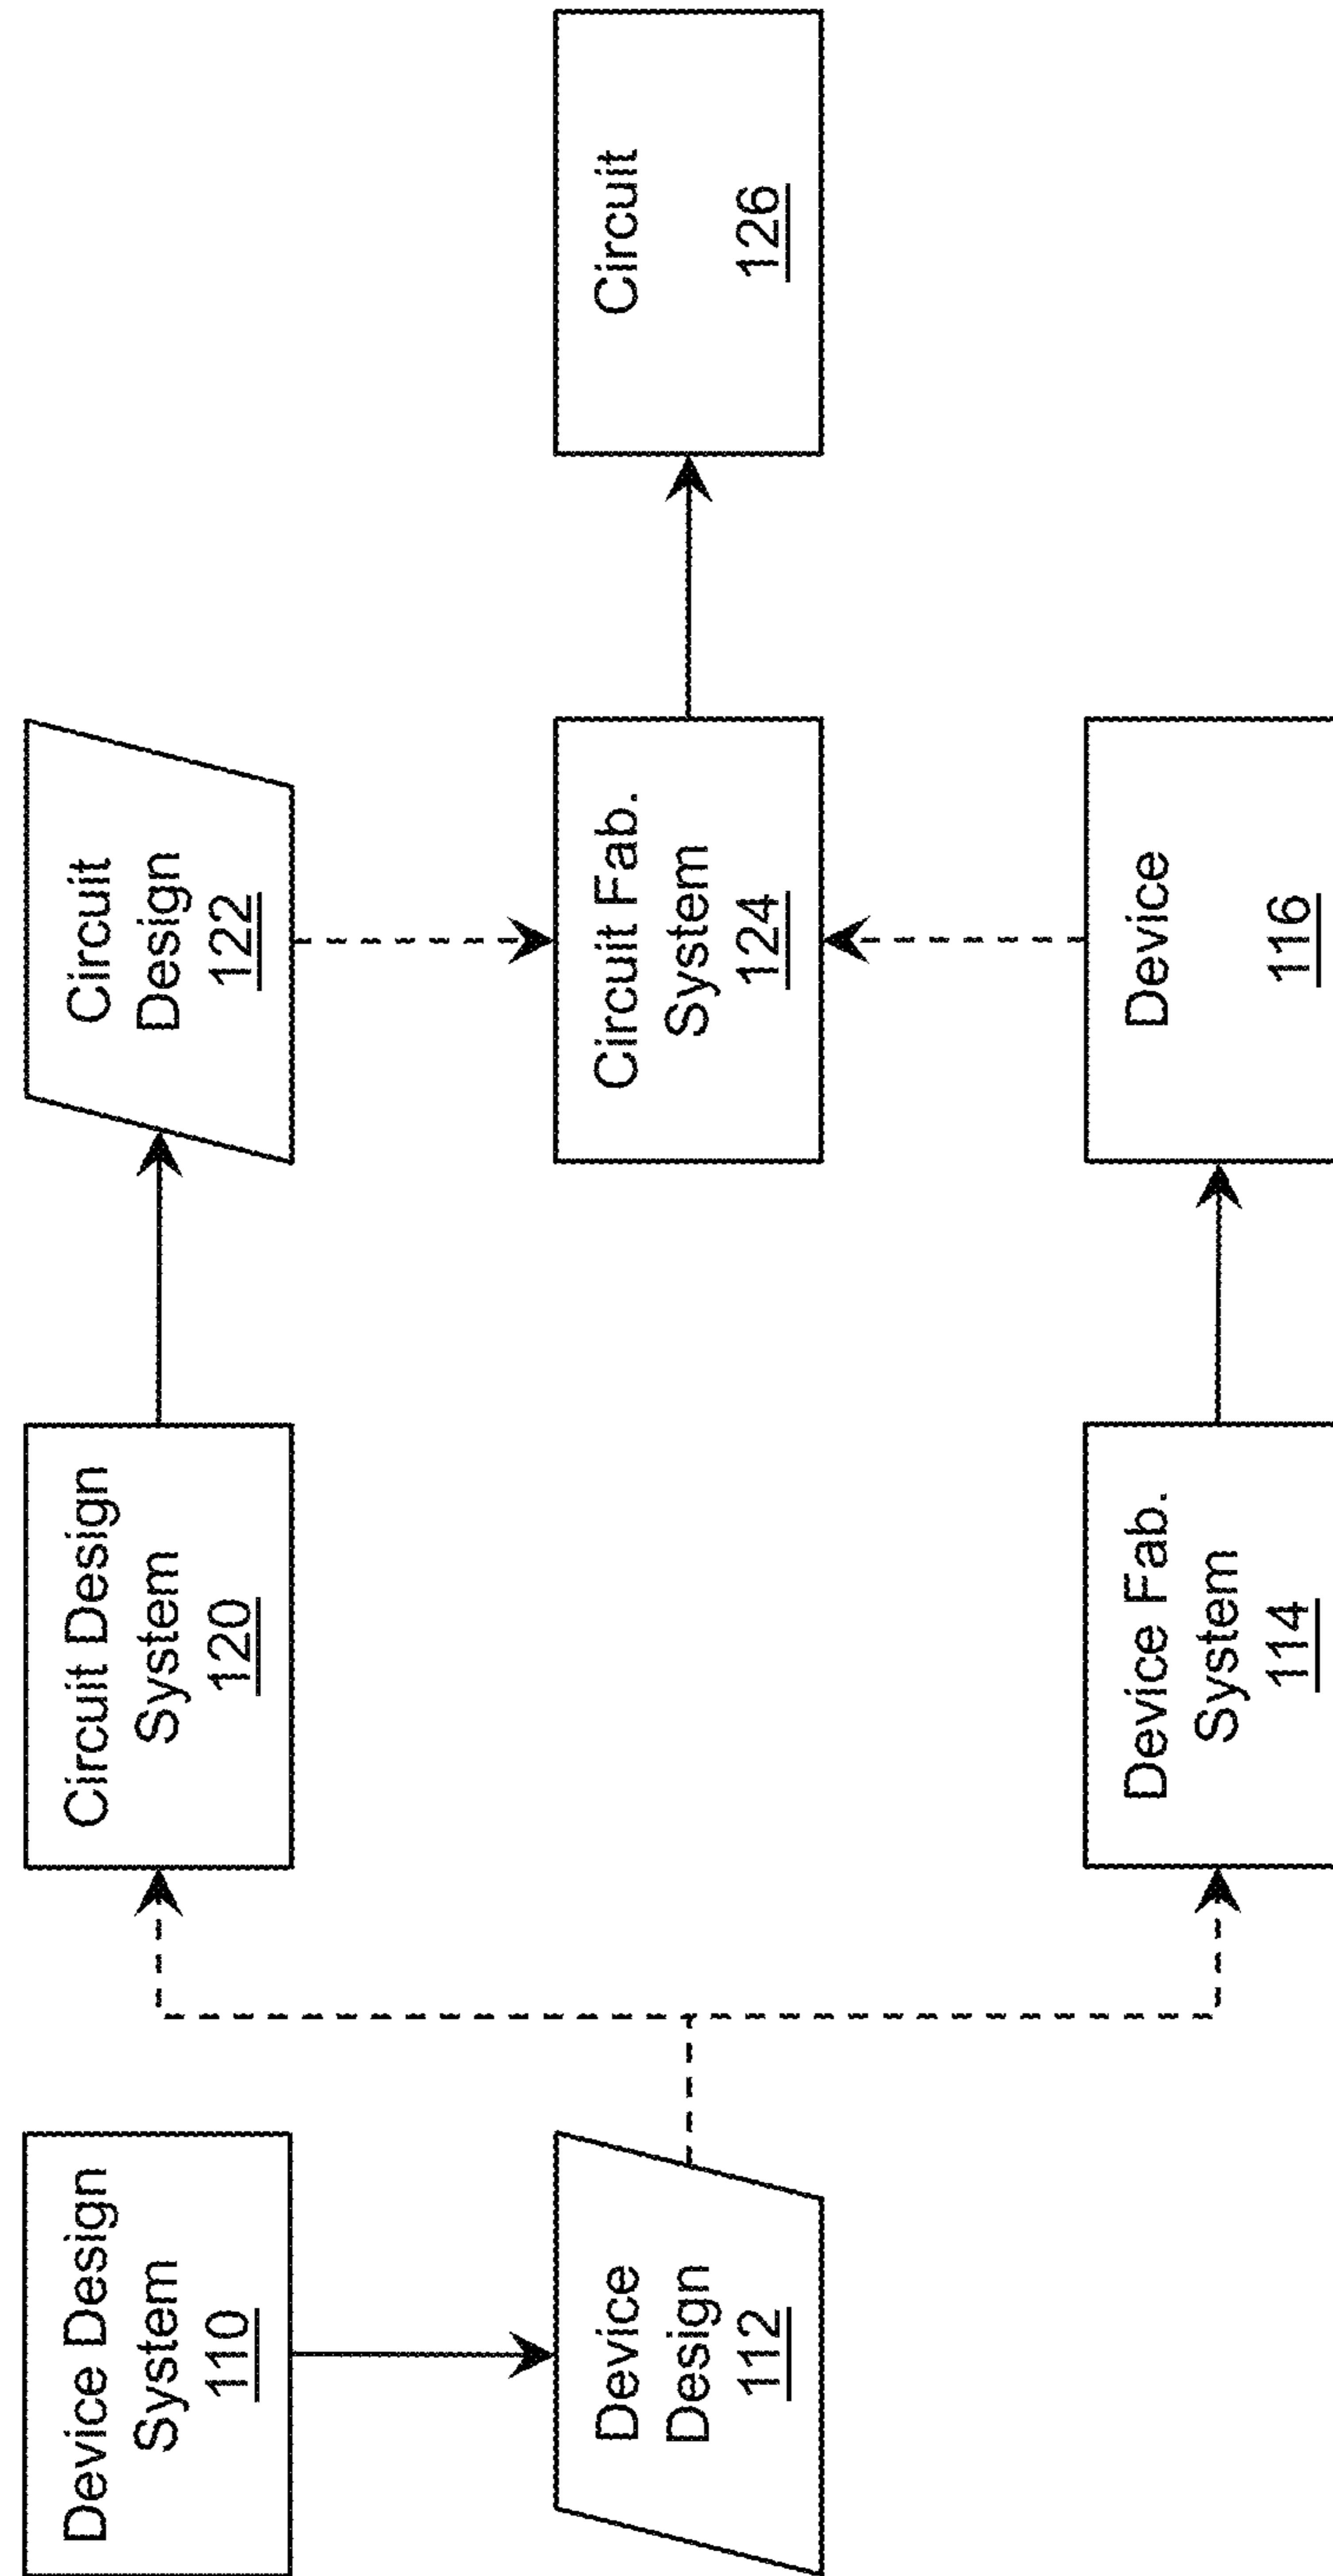 Device Design
System
110
Device
Design
112
Circuit Design
System
120
Device Fab.
System
114
Circuit
Design
122
Circuit Fab.
System
124
Device
116
Circuit
126